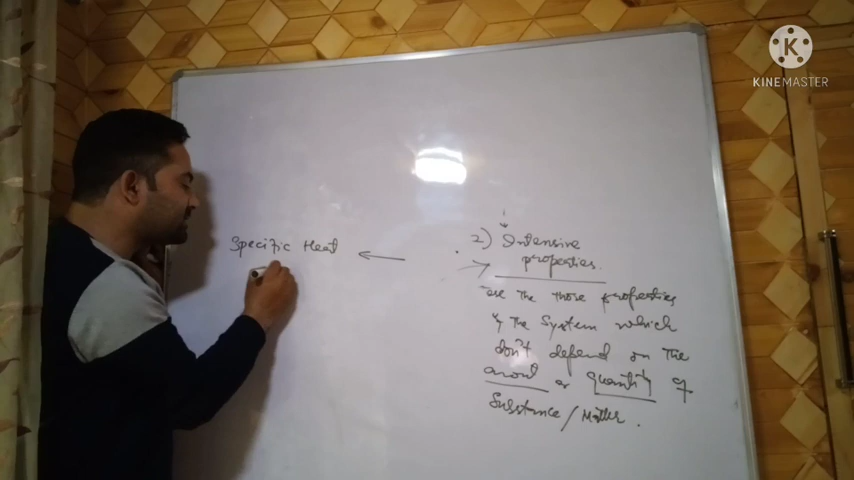 KINEMASTER
Specific Heat
2) Intensive
properties.
are the those properties
of the System which
don't depend on the
amout or Quantity of
Substance / Matter.